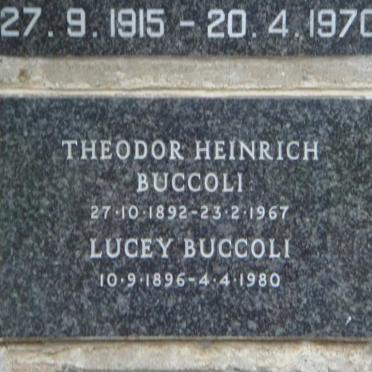 27. 9. 1915 - 20. 4. 1970
THEODOR HEINRICH
BUCCOLI
27·10·1892-23·2·1967
LUCEY BUCCOLI
10·9·1896-4·4·1980